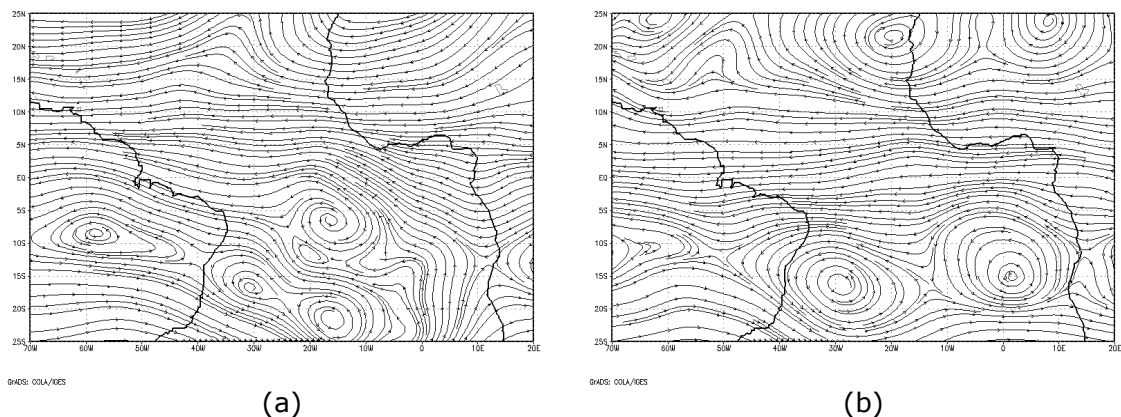 25N
20N
15N
10N
5N
EQ
5S
10S
15S
20S
25S
70W 60W 50W 40W 30W 20W 10W 0 10E 20E
GrADS: COLA/IGES
(a)
25N
20N
15N
10N
5N
EQ
5S
10S
15S
20S
25S
70W 60W 50W 40W 30W 20W 10W 0 10E 20E
GrADS: COLA/IGES
(b)